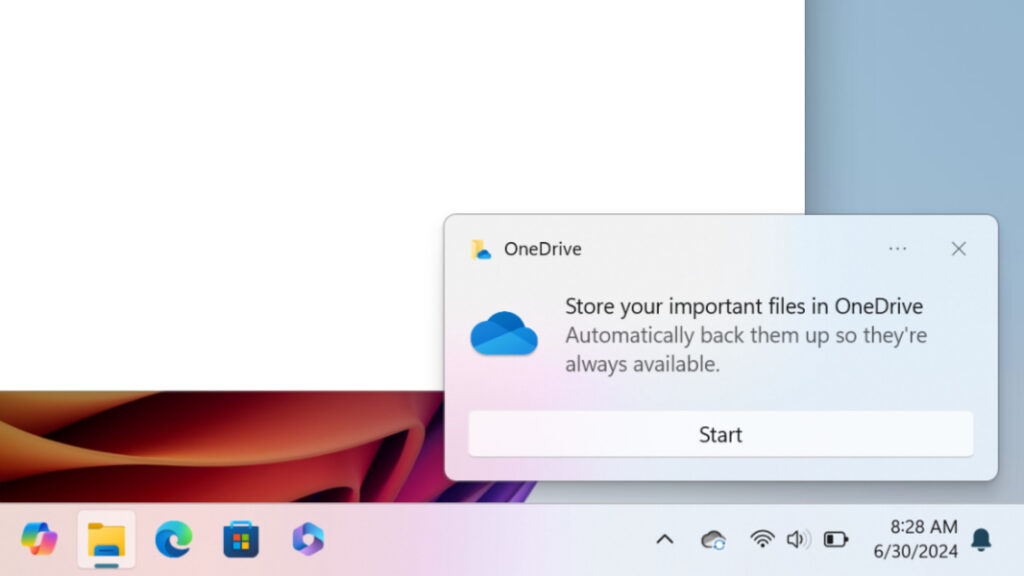 OneDrive
Store your important files in OneDrive
Automatically back them up so they're
always available.
Start
8:28 AM
6/30/2024